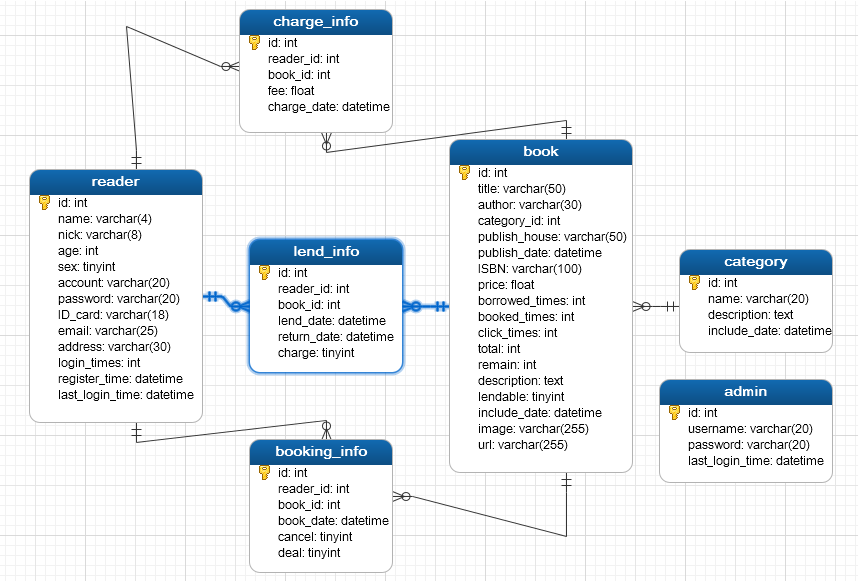 charge_info
id: int
reader_id: int
book_id: int
fee: float
charge_date: datetime
reader
id: int
name: varchar(4)
nick: varchar(8)
age: int
sex: tinyint
account: varchar(20)
password: varchar(20)
ID_card: varchar(18)
email: varchar(25)
address: varchar(30)
login_times: int
register_time: datetime
last_login_time: datetime
lend_info
id: int
reader_id: int
book_id: int
lend_date: datetime
return_date: datetime
charge: tinyint
booking_info
id: int
reader_id: int
book_id: int
book_date: datetime
cancel: tinyint
deal: tinyint
book
id: int
title: varchar(50)
author: varchar(30)
category_id: int
publish_house: varchar(50)
publish_date: datetime
ISBN: varchar(100)
price: float
borrowed_times: int
booked_times: int
click_times: int
total: int
remain: int
description: text
lendable: tinyint
include_date: datetime
image: varchar(255)
url: varchar(255)
category
id: int
name: varchar(20)
description: text
include_date: datetime
admin
id: int
username: varchar(20)
password: varchar(20)
last_login_time: datetime